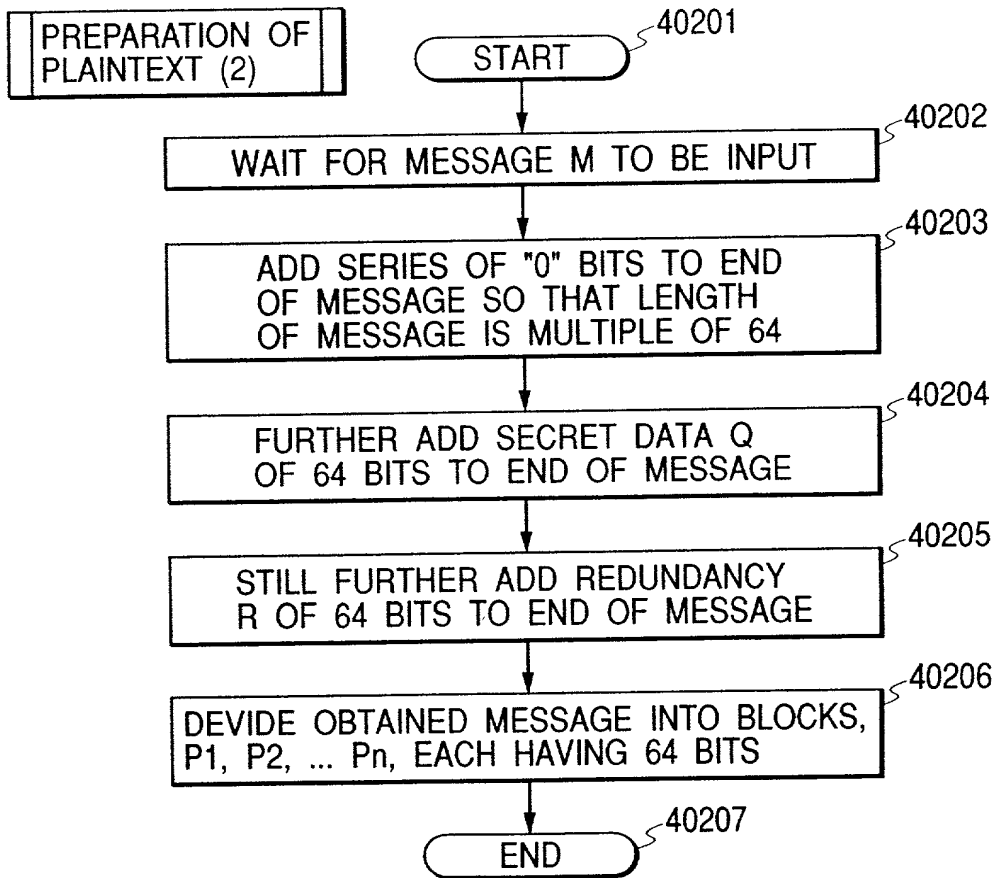 PREPARATION OF
PLAINTEXT (2)
START
40201
WAIT FOR MESSAGE M TO BE INPUT
40202
ADD SERIES OF "0" BITS TO END
OF MESSAGE SO THAT LENGTH
OF MESSAGE IS MULTIPLE OF 64
40203
FURTHER ADD SECRET DATA Q
OF 64 BITS TO END OF MESSAGE
40204
STILL FURTHER ADD REDUNDANCY
R OF 64 BITS TO END OF MESSAGE
40205
DEVIDE OBTAINED MESSAGE INTO BLOCKS,
P1, P2, ... Pn, EACH HAVING 64 BITS
40206
END
40207